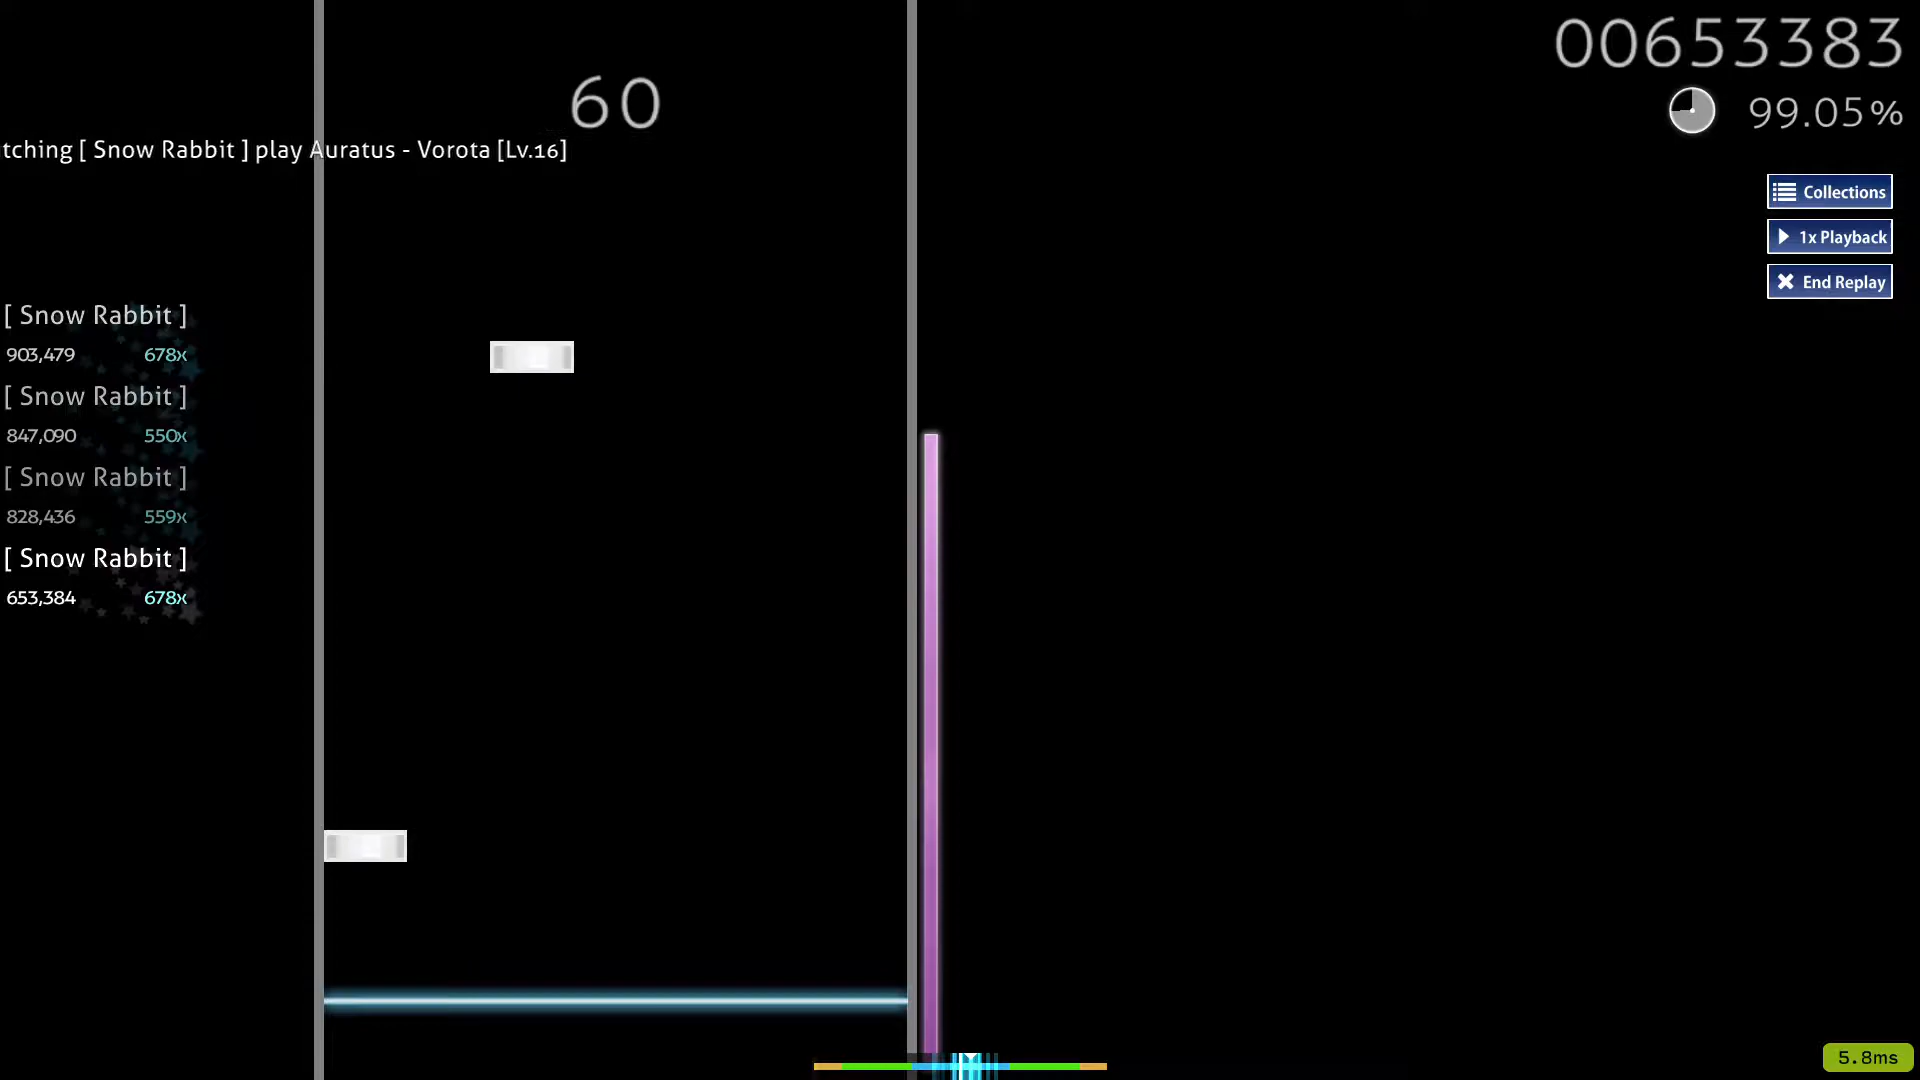 00653383
60
99.05%
tching [ Snow Rabbit ] play Auratus - Vorota [Lv.16]
Collections
1x Playback
End Replay
[ Snow Rabbit ]
903,479 678x
[ Snow Rabbit ]
847,090 550x
[ Snow Rabbit ]
828,436 559x
[ Snow Rabbit ]
653,384 678x
5.8ms